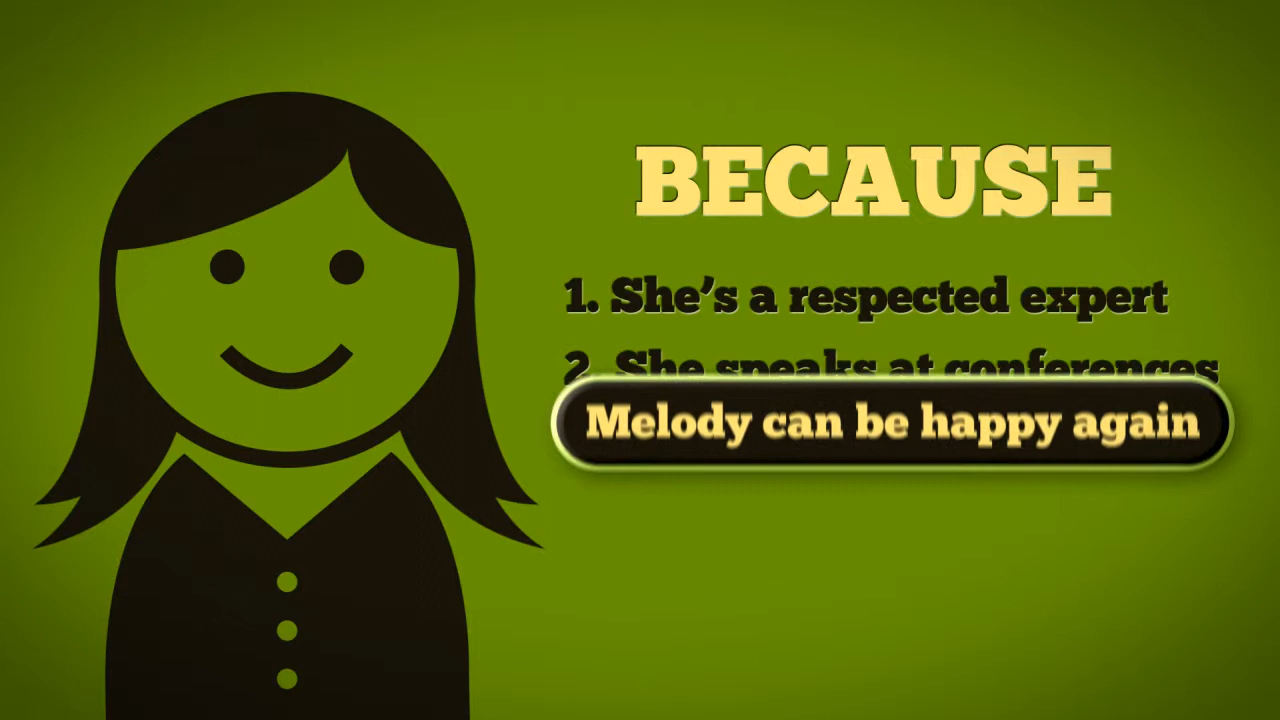 BECAUSE
1. She's a respected expert
2. She speaks at conferences
Melody can be happy again